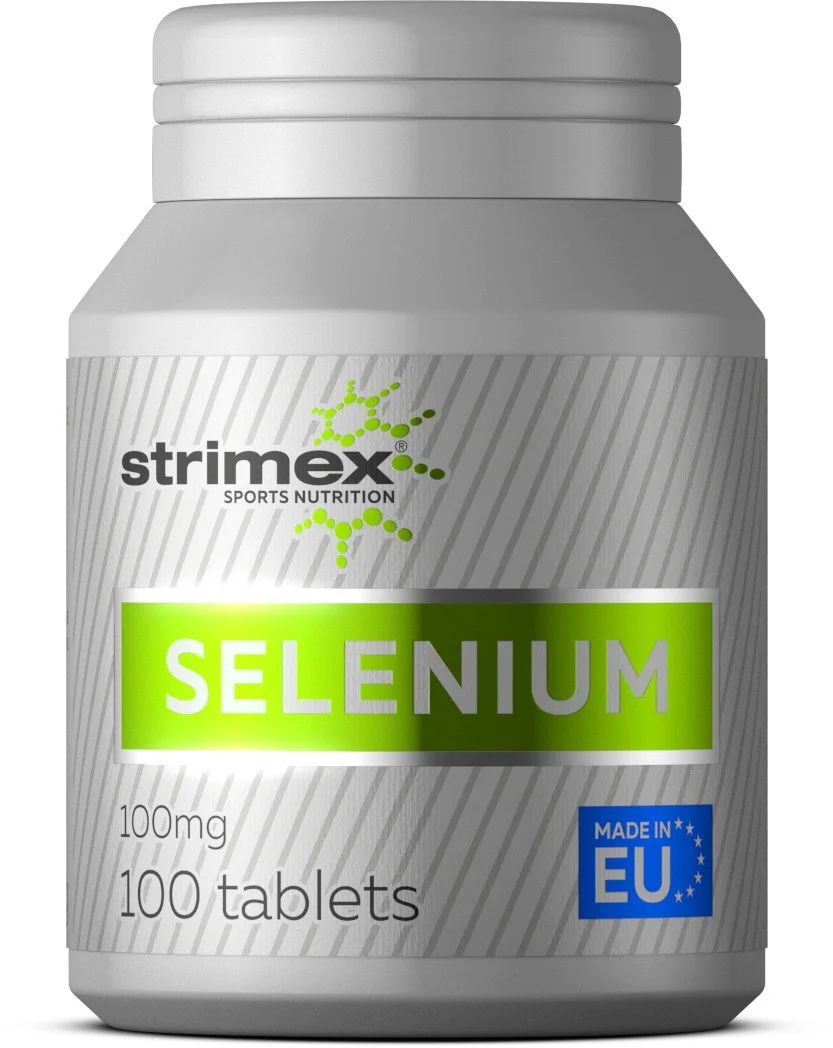 strimex®
SPORTS NUTRITION
SELENIUM
100mg
100 tablets
MADE IN
EU